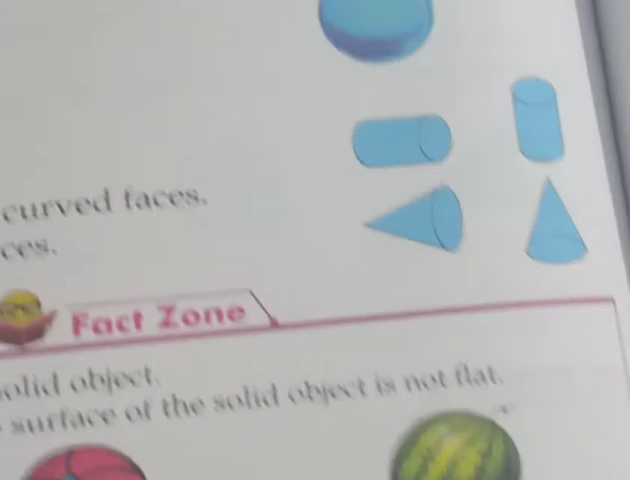 curved faces.
ces.
Fact Zone
olid object.
surface of the solid object is not flat.